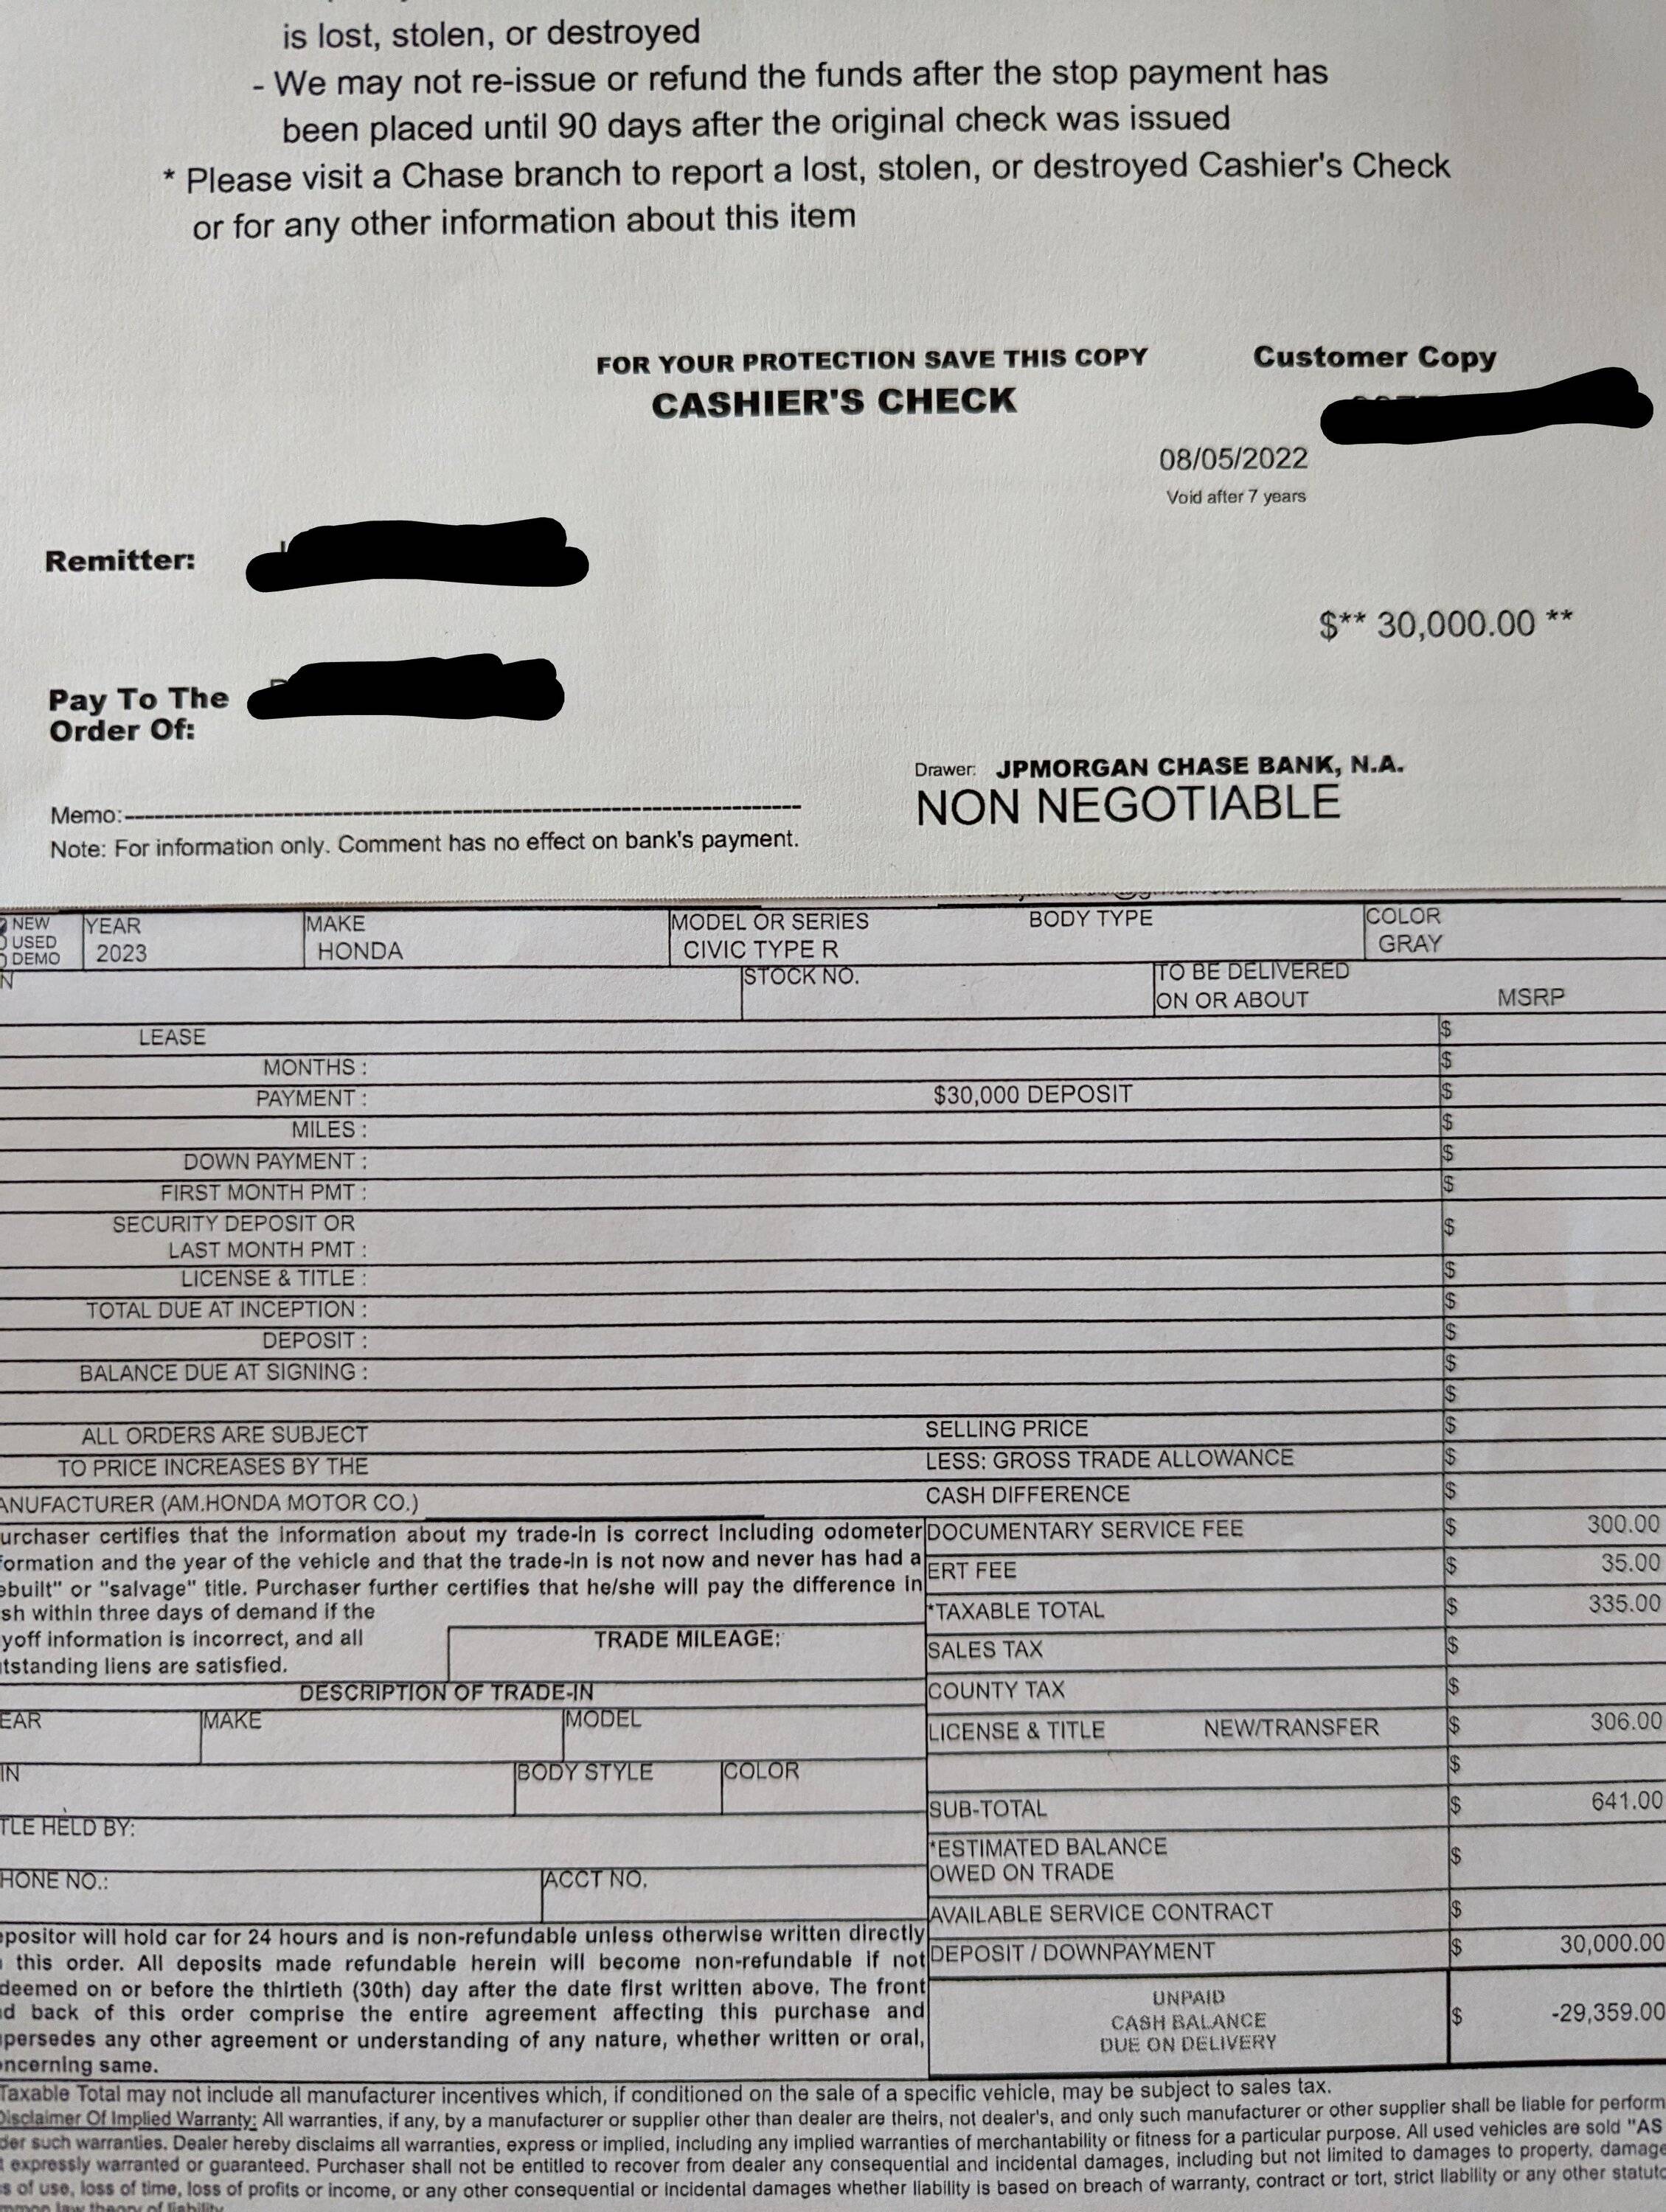 is lost, stolen, or destroyed
- We may not re-issue or refund the funds after the stop payment has
been placed until 90 days after the original check was issued
* Please visit a Chase branch to report a lost, stolen, or destroyed Cashier's Check
or for any other information about this item
FOR YOUR PROTECTION SAVE THIS COPY
Customer Copy
CASHIER'S CHECK
08/05/2022
Void after 7 years
Remitter:
$** 30,000.00 **
Pay To The
Order Of:
Drawer: JPMORGAN CHASE BANK, N.A.
NON NEGOTIABLE
Memo:
Note: For information only. Comment has no effect on bank's payment.
NEW
USED
DEMO
YEAR
2023
MAKE
HONDA
MODEL OR SERIES
CIVIC TYPE R
BODY TYPE
COLOR
GRAY
STOCK NO.
TO BE DELIVERED
ON OR ABOUT
MSRP
LEASE $
MONTHS : $
PAYMENT : $30,000 DEPOSIT $
MILES : $
DOWN PAYMENT : $
FIRST MONTH PMT : $
SECURITY DEPOSIT OR
LAST MONTH PMT : $
LICENSE & TITLE : $
TOTAL DUE AT INCEPTION : $
DEPOSIT : $
BALANCE DUE AT SIGNING : $
$
ALL ORDERS ARE SUBJECT
TO PRICE INCREASES BY THE
ANUFACTURER (AM.HONDA MOTOR CO.)
SELLING PRICE $
LESS: GROSS TRADE ALLOWANCE $
CASH DIFFERENCE $
urchaser certifies that the information about my trade-in is correct including odometer
formation and the year of the vehicle and that the trade-in is not now and never has had a
ebuilt" or "salvage" title. Purchaser further certifies that he/she will pay the difference in
sh within three days of demand if the
yoff information is incorrect, and all
tstanding liens are satisfied.
TRADE MILEAGE:
DESCRIPTION OF TRADE-IN
EAR
MAKE
MODEL
IN
BODY STYLE
COLOR
TLE HELD BY:
HONE NO.:
ACCT NO.
DOCUMENTARY SERVICE FEE $ 300.00
ERT FEE $ 35.00
*TAXABLE TOTAL $ 335.00
SALES TAX $
COUNTY TAX $
LICENSE & TITLE NEW/TRANSFER $ 306.00
$
SUB-TOTAL $ 641.00
*ESTIMATED BALANCE
OWED ON TRADE $
AVAILABLE SERVICE CONTRACT $
DEPOSIT / DOWNPAYMENT $ 30,000.00
UNPAID
CASH BALANCE
DUE ON DELIVERY
$ -29,359.00
positor will hold car for 24 hours and is non-refundable unless otherwise written directly
this order. All deposits made refundable herein will become non-refundable if not
deemed on or before the thirtieth (30th) day after the date first written above. The front
d back of this order comprise the entire agreement affecting this purchase and
persedes any other agreement or understanding of any nature, whether written or oral,
ncerning same.
Taxable Total may not include all manufacturer incentives which, if conditioned on the sale of a specific vehicle, may be subject to sales tax.
Disclaimer Of Implied Warranty: All warranties, if any, by a manufacturer or supplier other than dealer are theirs, not dealer's, and only such manufacturer or other supplier shall be liable for perform
der such warranties. Dealer hereby disclaims all warranties, express or implied, including any implied warranties of merchantability or fitness for a particular purpose. All used vehicles are sold "AS
expressly warranted or guaranteed. Purchaser shall not be entitled to recover from dealer any consequential and incidental damages, including but not limited to damages to property, damage
s of use, loss of time, loss of profits or income, or any other consequential or incidental damages whether liability is based on breach of warranty, contract or tort, strict liability or any other statuto
mmon law theory of liability.